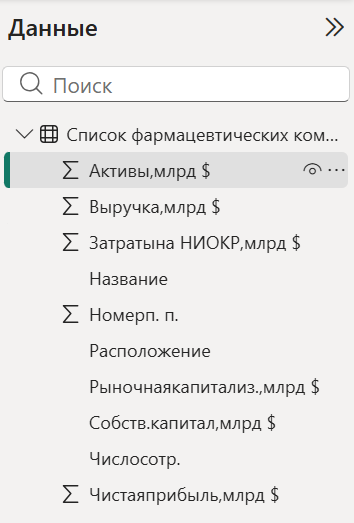 Данные
Поиск
Список фармацевтических ком...
Активы,млрд $
Выручка,млрд $
Затратына НИОКР,млрд $
Название
Номерп. п.
Расположение
Рыночнаякапитализ.,млрд $
Собств.капитал,млрд $
Числосотр.
Чистаяприбыль,млрд $